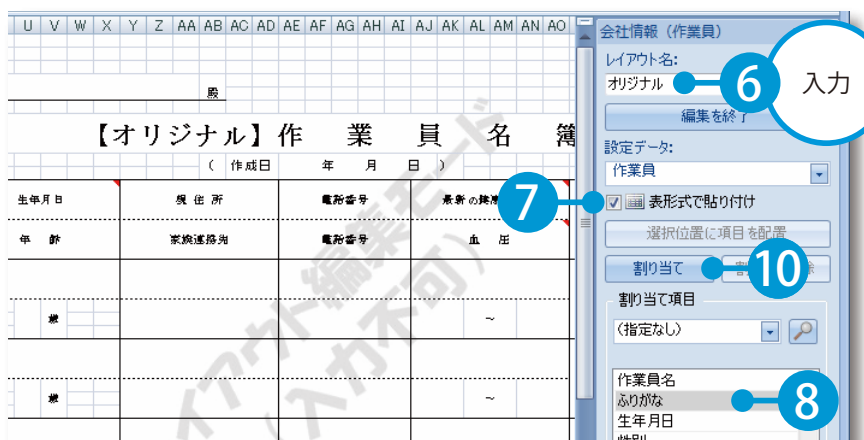 U V W X Y Z AA AB AC AD AE AF AG AH AI AJ AK AL AM AN AO
会社情報（作業員）
レイアウト名：
オリジナル
6
入力
編集を終了
殿
【オリジナル】作 業 員 名 簿
（ 作成日 年 月 日 ）
設定データ：
作業員
生年月日 現住所 電話番号 最新の健康
7
表形式で貼り付け
年齢 家族連絡先 電話番号 血圧
選択位置に項目を配置
割り当て
10
除
割り当て項目
(指定なし)
歳 ～
作業員名
ふりがな
8
生年月日
性別
歳 ～
イアウト編集モード
（入力不可）